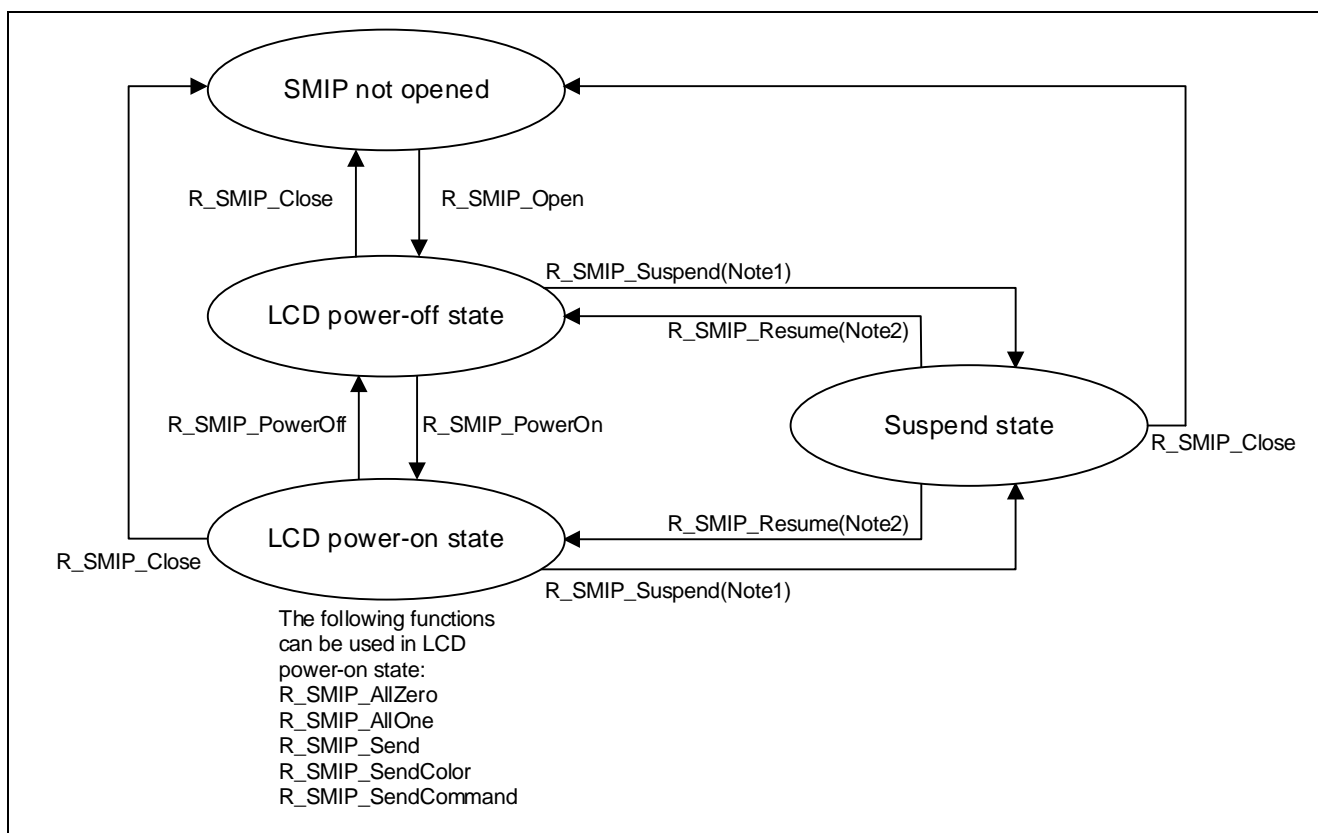 SMIP not opened
R_SMIP_Close
R_SMIP_Open
R_SMIP_Suspend(Note1)
LCD power-off state
R_SMIP_Resume(Note2)
Suspend state
R_SMIP_PowerOff
R_SMIP_PowerOn
R_SMIP_Close
R_SMIP_Resume(Note2)
LCD power-on state
R_SMIP_Close
R_SMIP_Suspend(Note1)
The following functions
can be used in LCD
power-on state:
R_SMIP_AllZero
R_SMIP_AllOne
R_SMIP_Send
R_SMIP_SendColor
R_SMIP_SendCommand